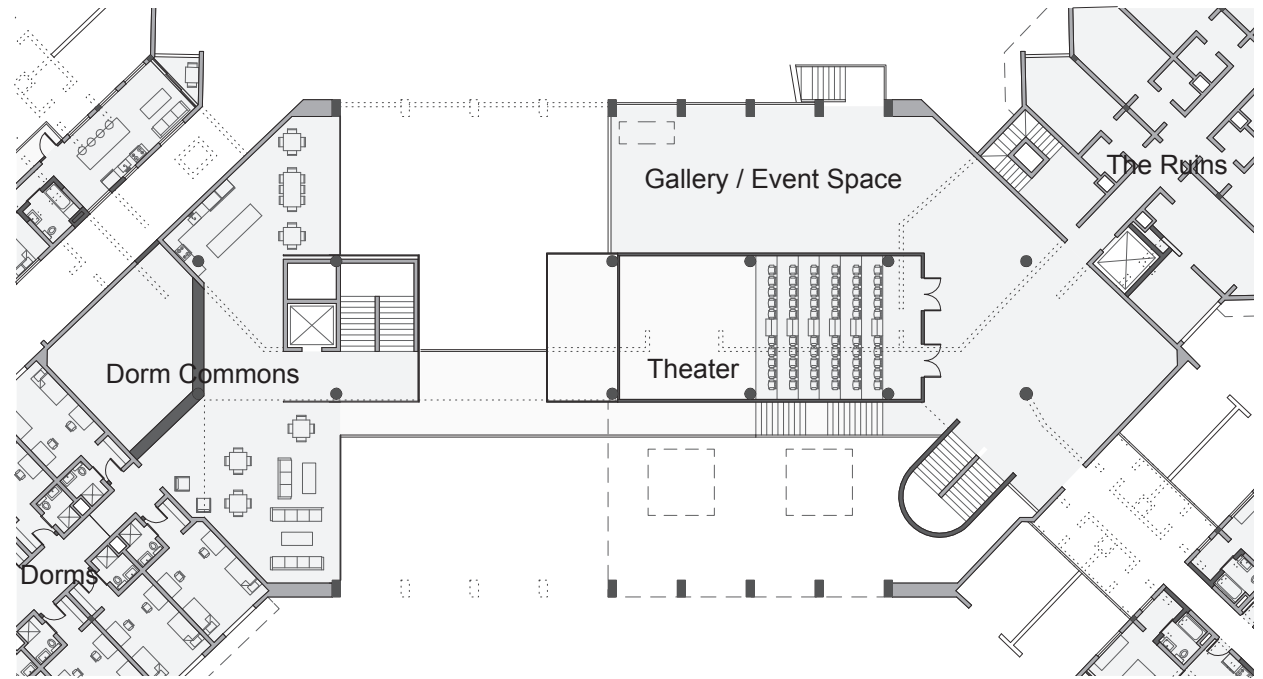 The Ruins
Gallery / Event Space
Theater
Dorm Commons
Dorms